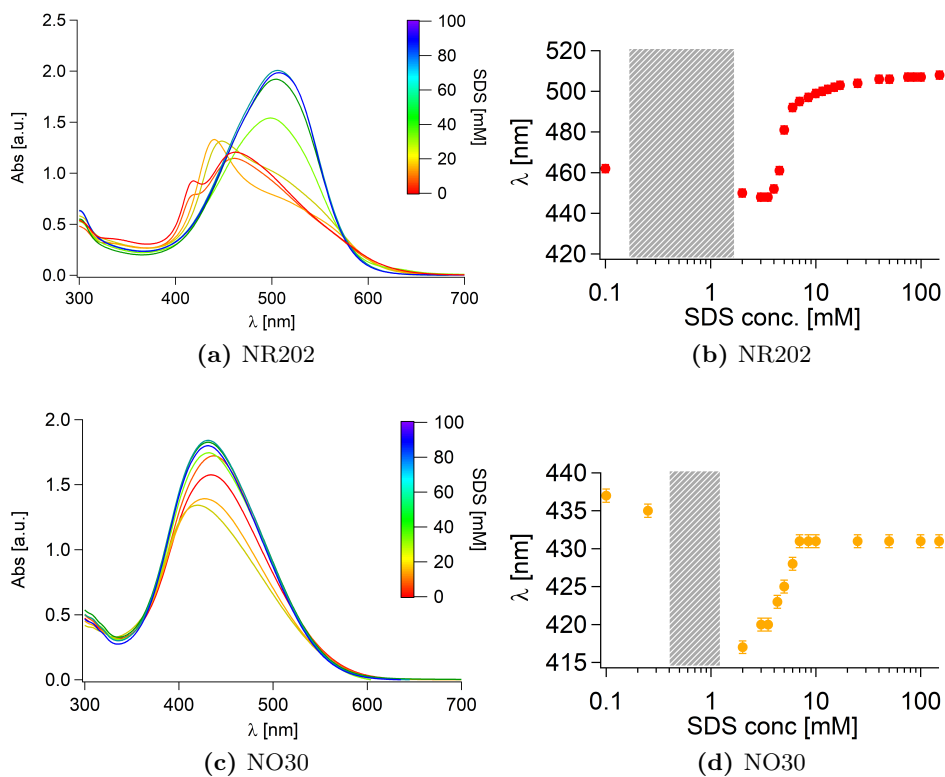 2.5
2.0
1.5
1.0
0.5
0.0
Abs [a.u.]
300 400 500 600 700
λ [nm]
100
80
60
40
20
0
SDS [mM]
(a) NR202
520
500
480
460
440
420
λ [nm]
0.1 1 10 100
SDS conc. [mM]
(b) NR202
2.0
1.5
1.0
0.5
0.0
Abs [a.u.]
300 400 500 600 700
λ [nm]
100
80
60
40
20
0
SDS [mM]
(c) NO30
440
435
430
425
420
415
λ [nm]
0.1 1 10 100
SDS conc [mM]
(d) NO30